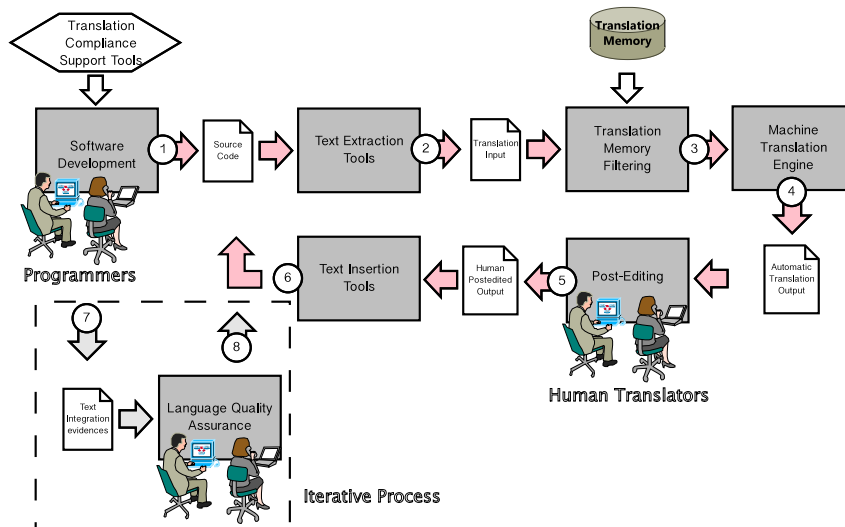 Translation
Compliance
Support Tools
Translation
Memory
Software
Development
1
Source
Code
Text Extraction
Tools
2
Translation
Input
Translation
Memory
Filtering
3
Machine
Translation
Engine
4
Programmers
6
Text Insertion
Tools
Human
Postedited
Output
5
Post-Editing
Automatic
Translation
Output
Human Translators
7
8
Text
Integration
evidences
Language Quality
Assurance
Iterative Process